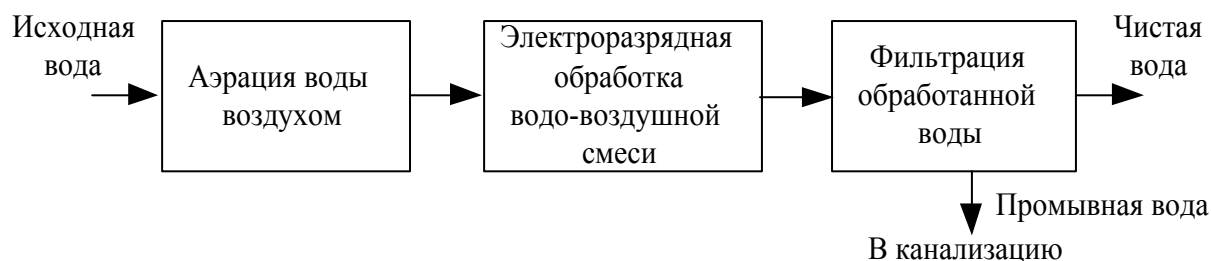 Исходная
вода
Аэрация воды
воздухом
Электроразрядная
обработка
водо-воздушной
смеси
Фильтрация
обработанной
воды
Чистая
вода
Промывная вода
В канализацию